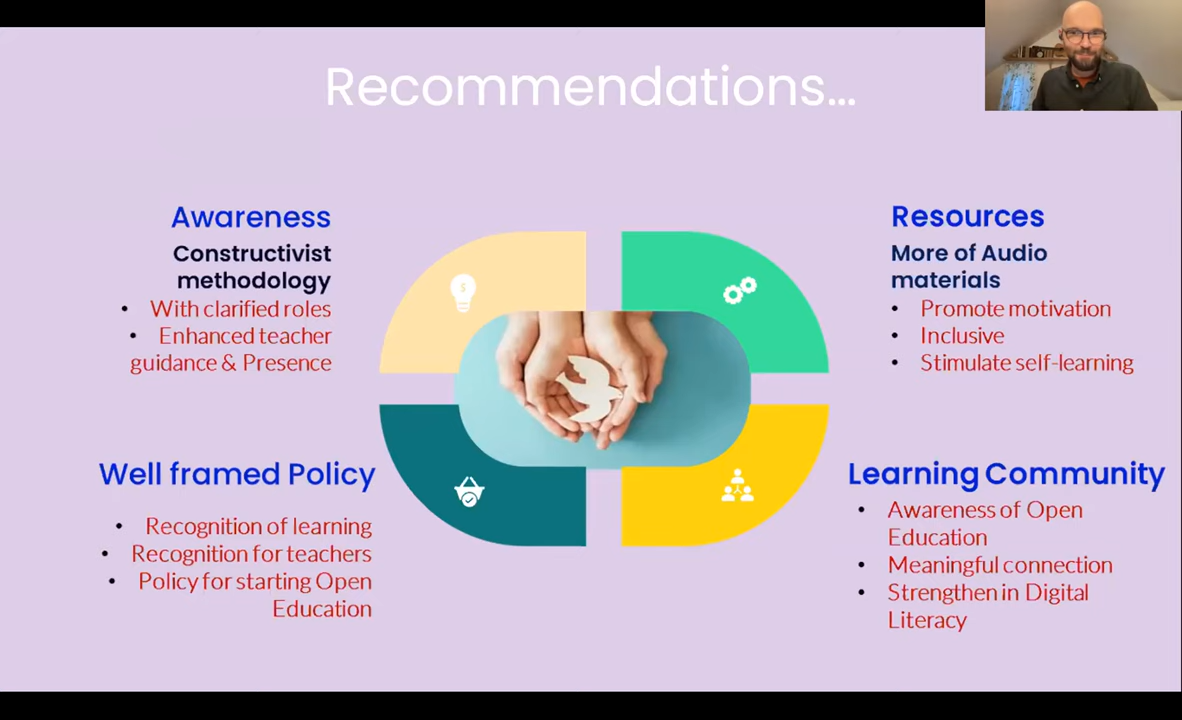 Recommendations...
Awareness
Constructivist
methodology
• With clarified roles
• Enhanced teacher
guidance & Presence
Resources
More of Audio
materials
• Promote motivation
• Inclusive
• Stimulate self-learning
Well framed Policy
• Recognition of learning
• Recognition for teachers
• Policy for starting Open
Education
Learning Community
• Awareness of Open
Education
• Meaningful connection
• Strengthen in Digital
Literacy